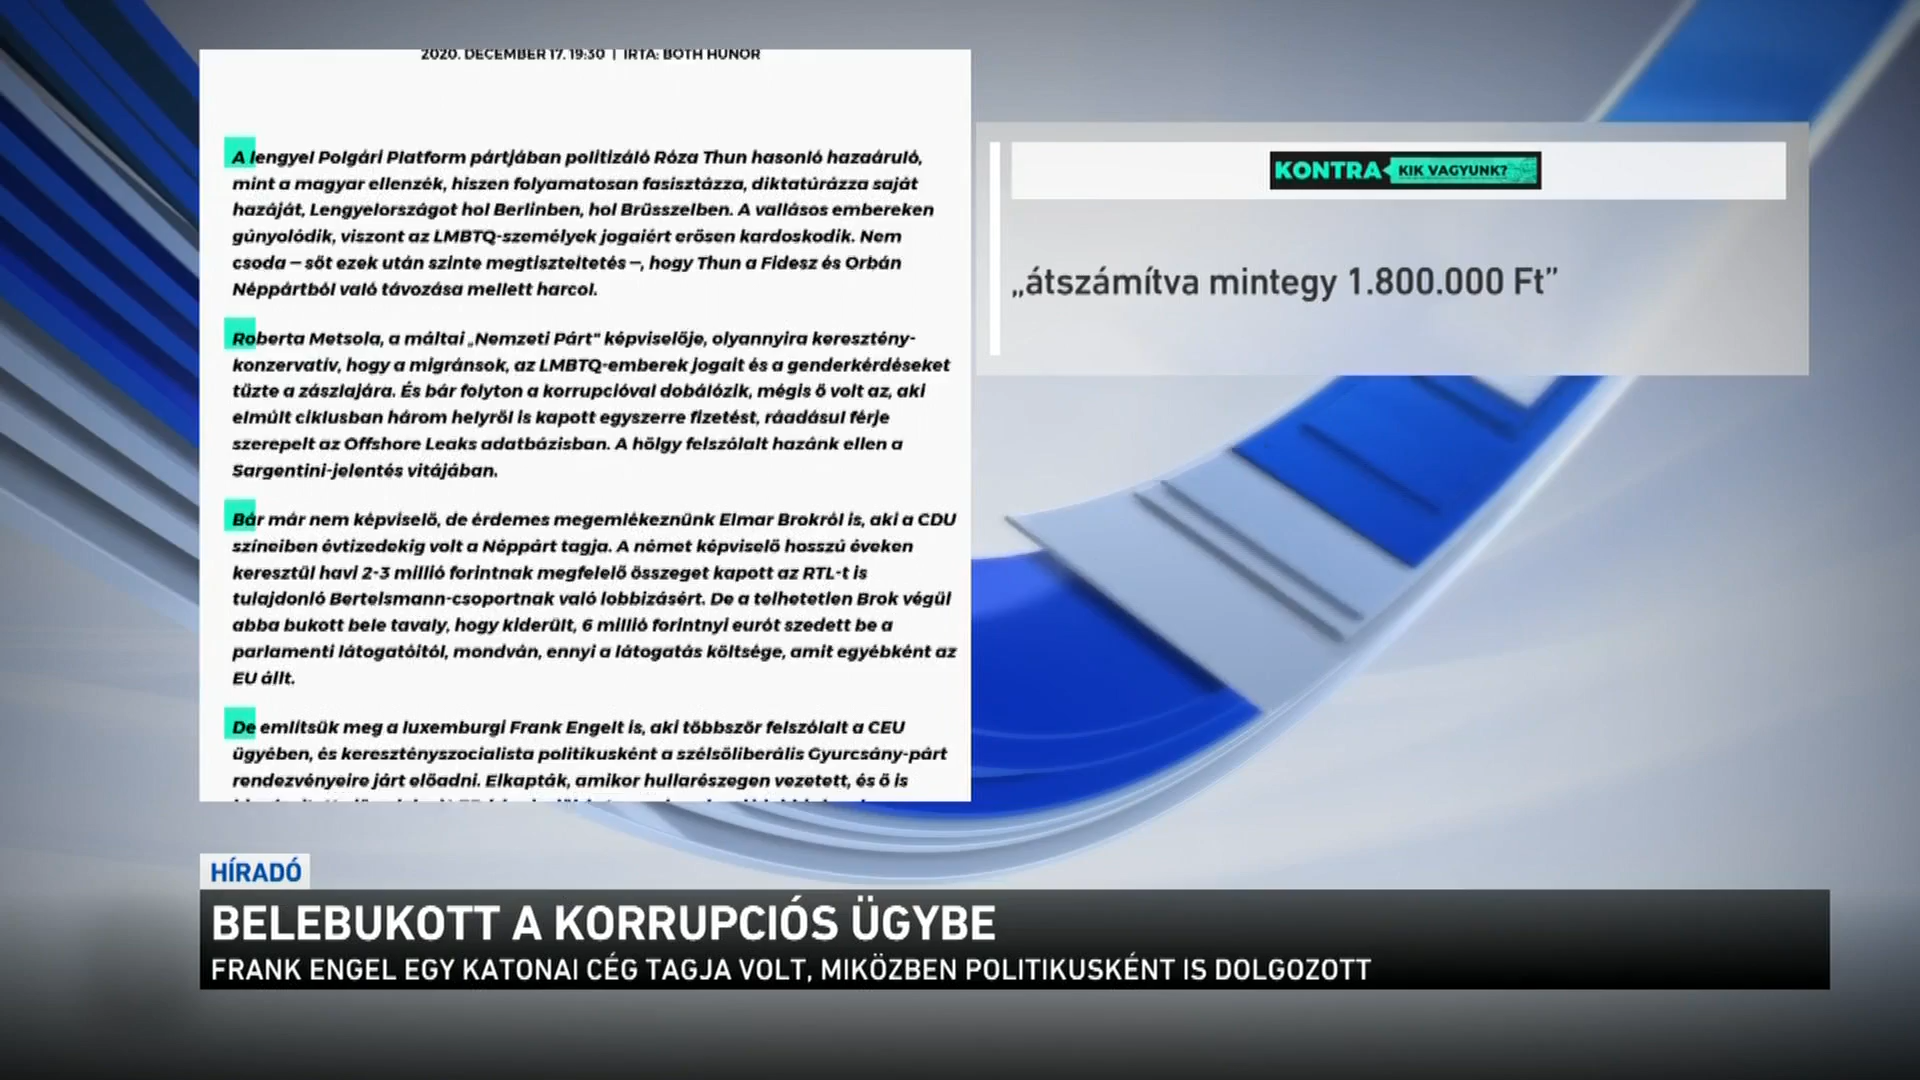 2020. DECEMBER 17. 19:30 | ÍRTA: BOTH HUNOR
A lengyel Polgári Platform pártjában politizáló Róza Thun hasonló hazaáruló,
mint a magyar ellenzék, hiszen folyamatosan fasisztázza, diktatúrázza saját
hazáját, Lengyelországot hol Berlinben, hol Brüsszelben. A vallásos embereken
gúnyolódik, viszont az LMBTQ-személyek jogaiért erősen kardoskodik. Nem
csoda – sőt ezek után szinte megtiszteltetés –, hogy Thun a Fidesz és Orbán
Néppártból való távozása mellett harcol.
Roberta Metsola, a máltai „Nemzeti Párt" képviselője, olyannyira keresztény-
konzervatív, hogy a migránsok, az LMBTQ-emberek jogait és a genderkérdéseket
tűzte a zászlajára. És bár folyton a korrupcióval dobálózik, mégis ő volt az, aki
elmúlt ciklusban három helyről is kapott egyszerre fizetést, ráadásul férje
szerepelt az Offshore Leaks adatbázisban. A hölgy felszólalt hazánk ellen a
Sargentini-jelentés vitájában.
Bár már nem képviselő, de érdemes megemlékeznünk Elmar Brokról is, aki a CDU
színeiben évtizedekig volt a Néppárt tagja. A német képviselő hosszú éveken
keresztül havi 2-3 millió forintnak megfelelő összeget kapott az RTL-t is
tulajdonló Bertelsmann-csoportnak való lobbizásért. De a telhetetlen Brok végül
abba bukott bele tavaly, hogy kiderült, 6 millió forintnyi eurót szedett be a
parlamenti látogatóitól, mondván, ennyi a látogatás költsége, amit egyébként az
EU állt.
De említsük meg a luxemburgi Frank Engelt is, aki többször felszólalt a CEU
ügyében, és keresztényszocialista politikusként a szélsőliberális Gyurcsány-párt
rendezvényeire járt előadni. Elkapták, amikor hullarészegen vezetett, és ő is
KONTRA KIK VAGYUNK?
„átszámítva mintegy 1.800.000 Ft”
HÍRADÓ
BELEBUKOTT A KORRUPCIÓS ÜGYBE
FRANK ENGEL EGY KATONAI CÉG TAGJA VOLT, MIKÖZBEN POLITIKUSKÉNT IS DOLGOZOTT